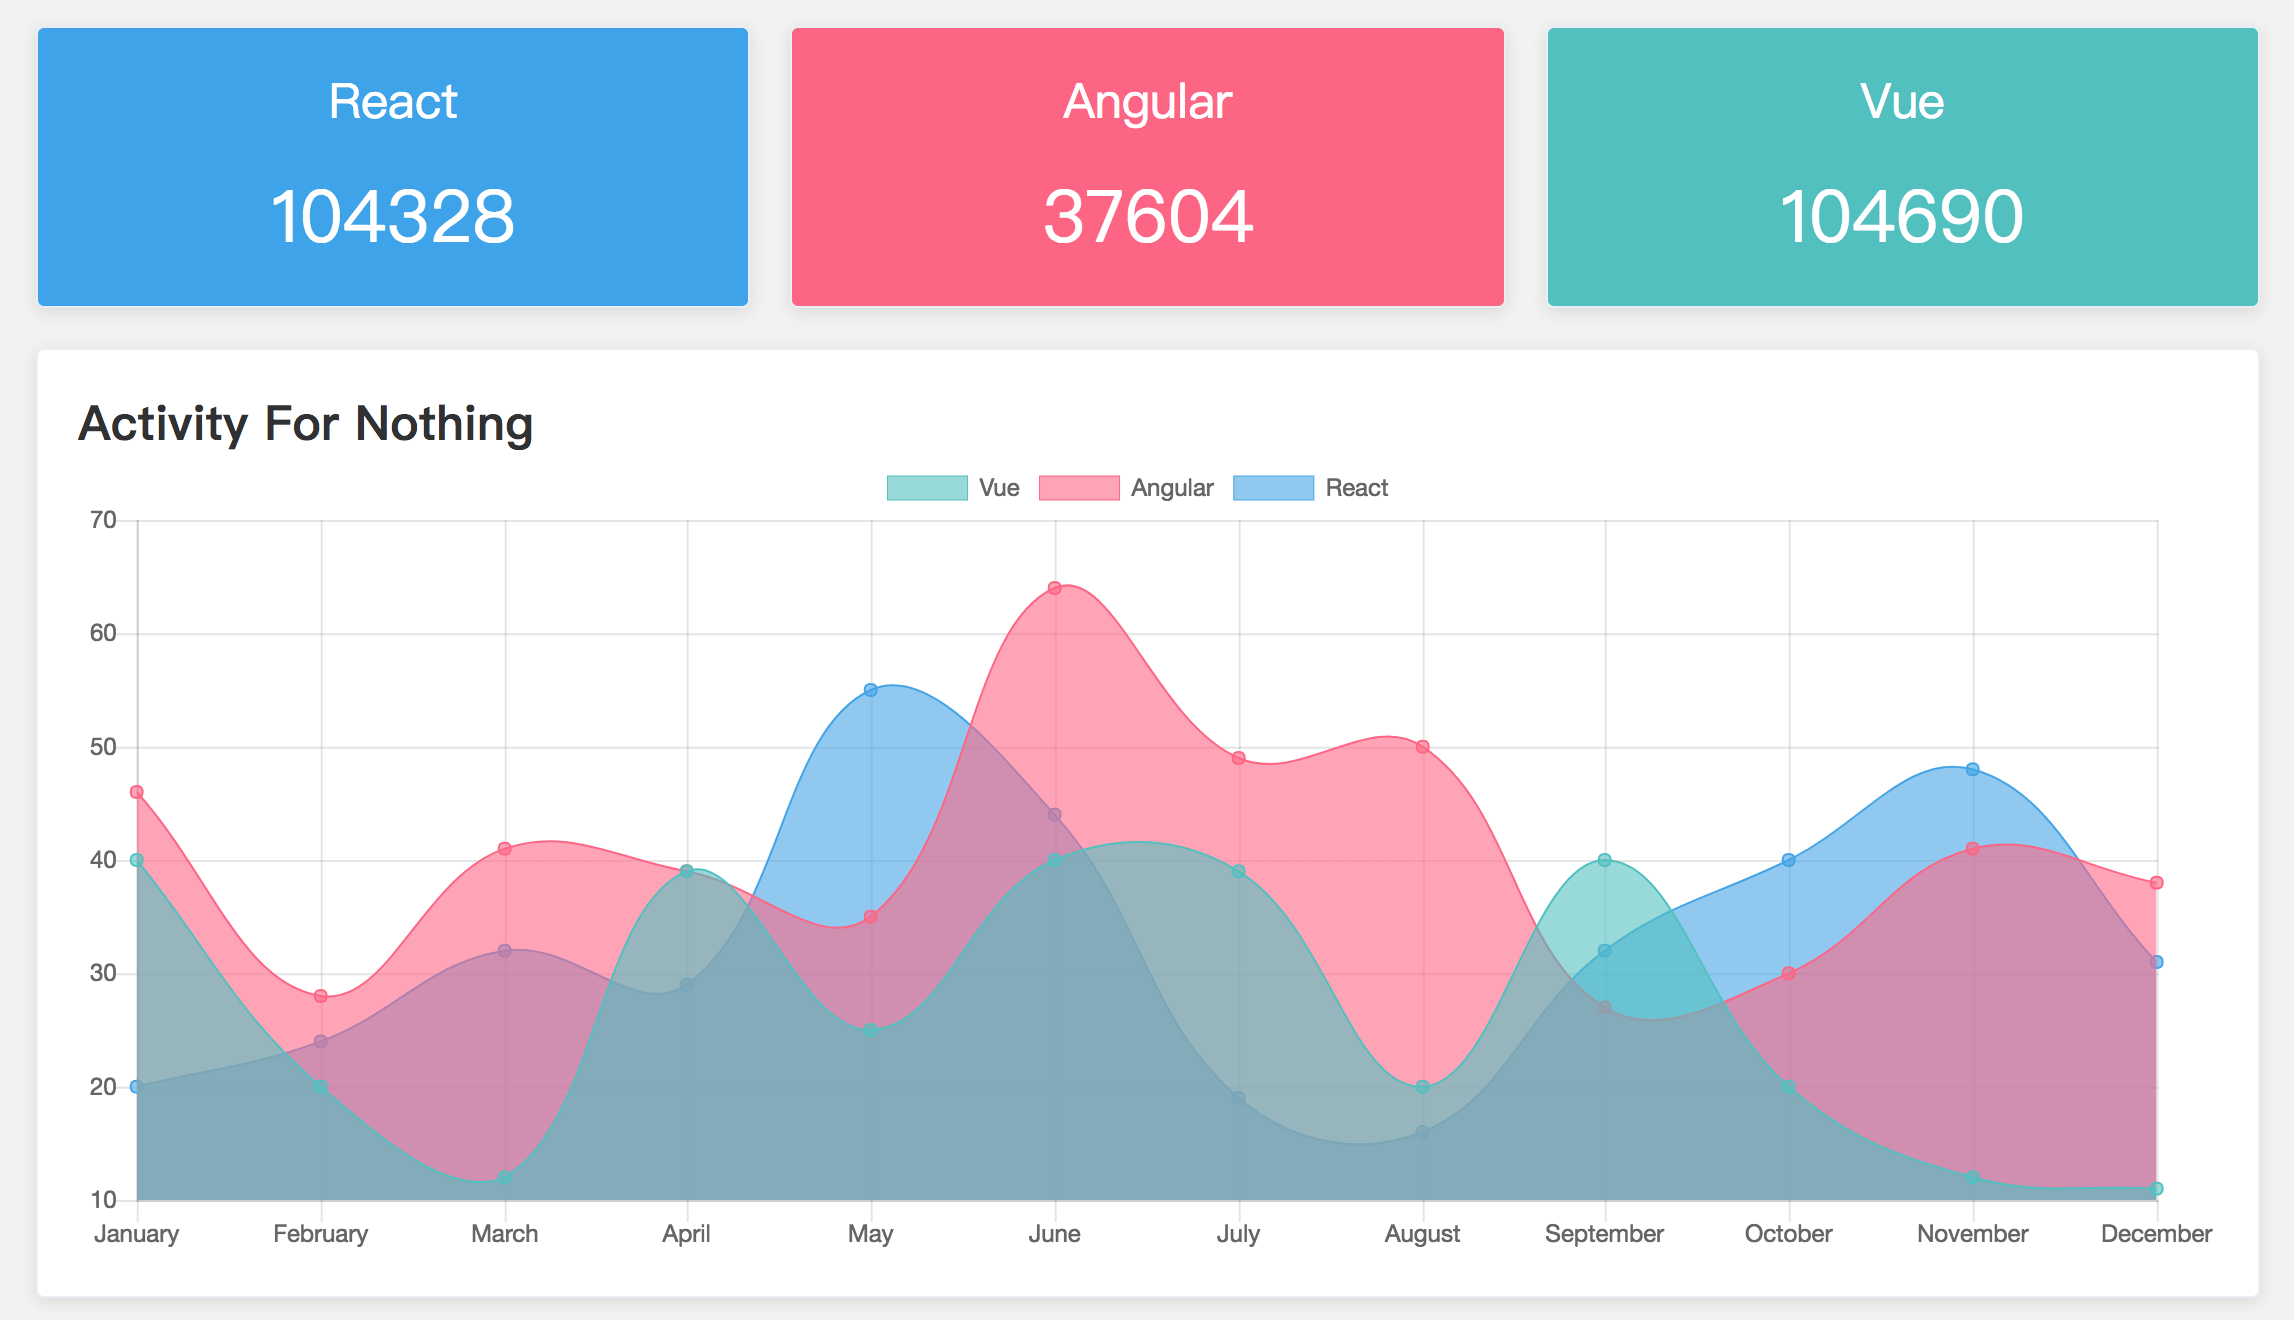 React
104328
Angular
37604
Vue
104690
Activity For Nothing
Vue Angular React
70
60
50
40
30
20
10
January February March April May June July August September October November December